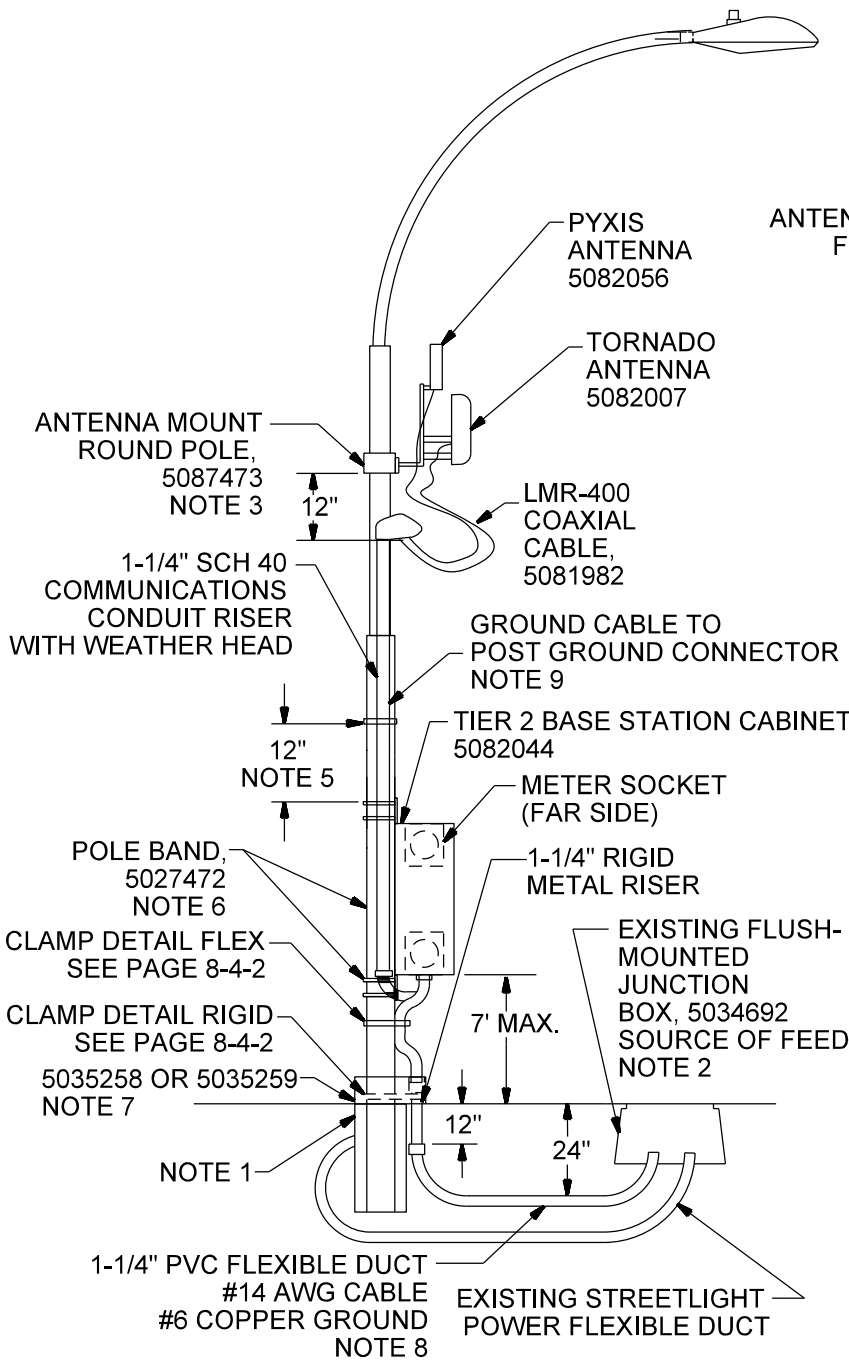 PYXIS
ANTENNA
5082056
ANTEN
F
TORNADO
ANTENNA
5082007
ANTENNA MOUNT
ROUND POLE,
5087473
NOTE 3
12"
LMR-400
COAXIAL
CABLE,
5081982
1-1/4" SCH 40
COMMUNICATIONS
CONDUIT RISER
WITH WEATHER HEAD
GROUND CABLE TO
POST GROUND CONNECTOR
NOTE 9
12"
NOTE 5
TIER 2 BASE STATION CABINET
5082044
METER SOCKET
(FAR SIDE)
POLE BAND,
5027472
NOTE 6
1-1/4" RIGID
METAL RISER
CLAMP DETAIL FLEX
SEE PAGE 8-4-2
EXISTING FLUSH-
MOUNTED
JUNCTION
BOX, 5034692
SOURCE OF FEED
NOTE 2
7' MAX.
CLAMP DETAIL RIGID
SEE PAGE 8-4-2
5035258 OR 5035259
NOTE 7
12"
24"
NOTE 1
1-1/4" PVC FLEXIBLE DUCT
#14 AWG CABLE
#6 COPPER GROUND
NOTE 8
EXISTING STREETLIGHT
POWER FLEXIBLE DUCT